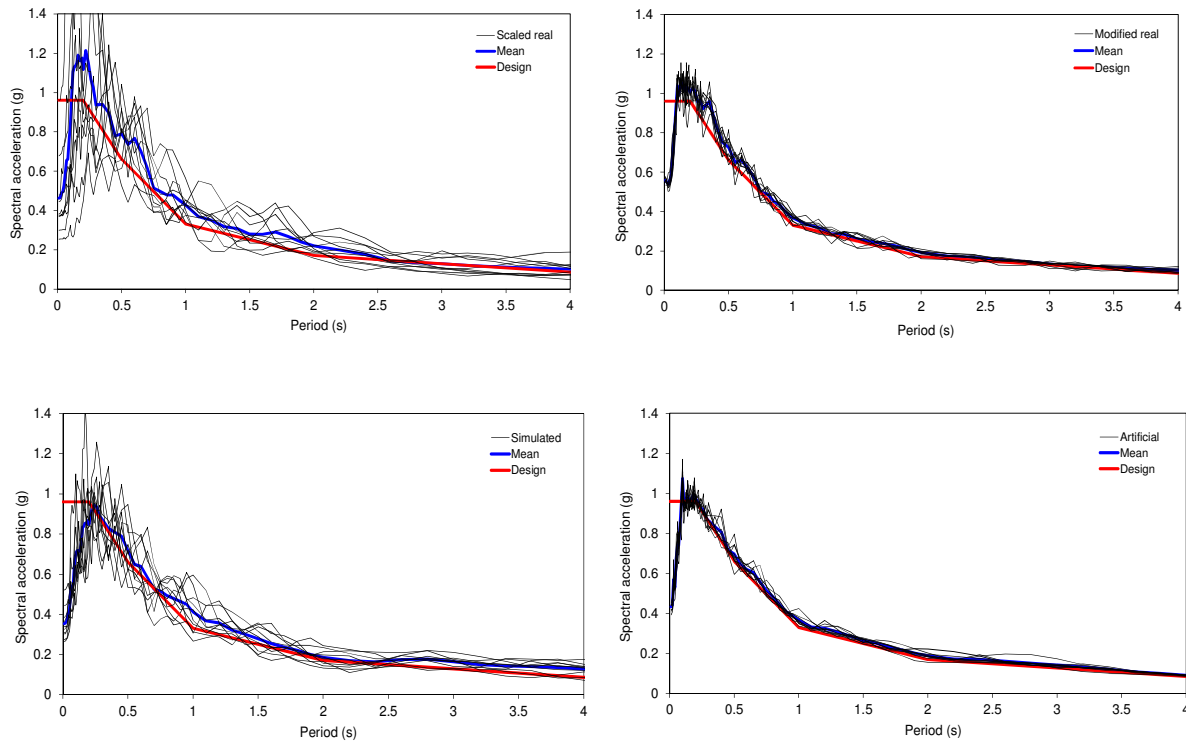 Spectral acceleration (g)
1.4
1.2
1
0.8
0.6
0.4
0.2
0
Scaled real
Mean
Design
0 0.5 1 1.5 2 2.5 3 3.5 4
Period (s)
Spectral acceleration (g)
1.4
1.2
1
0.8
0.6
0.4
0.2
0
Modified real
Mean
Design
0 0.5 1 1.5 2 2.5 3 3.5 4
Period (s)
Spectral acceleration (g)
1.4
1.2
1
0.8
0.6
0.4
0.2
0
Simulated
Mean
Design
0 0.5 1 1.5 2 2.5 3 3.5 4
Period (s)
Spectral acceleration (g)
1.4
1.2
1
0.8
0.6
0.4
0.2
0
Artificial
Mean
Design
0 0.5 1 1.5 2 2.5 3 3.5 4
Period (s)